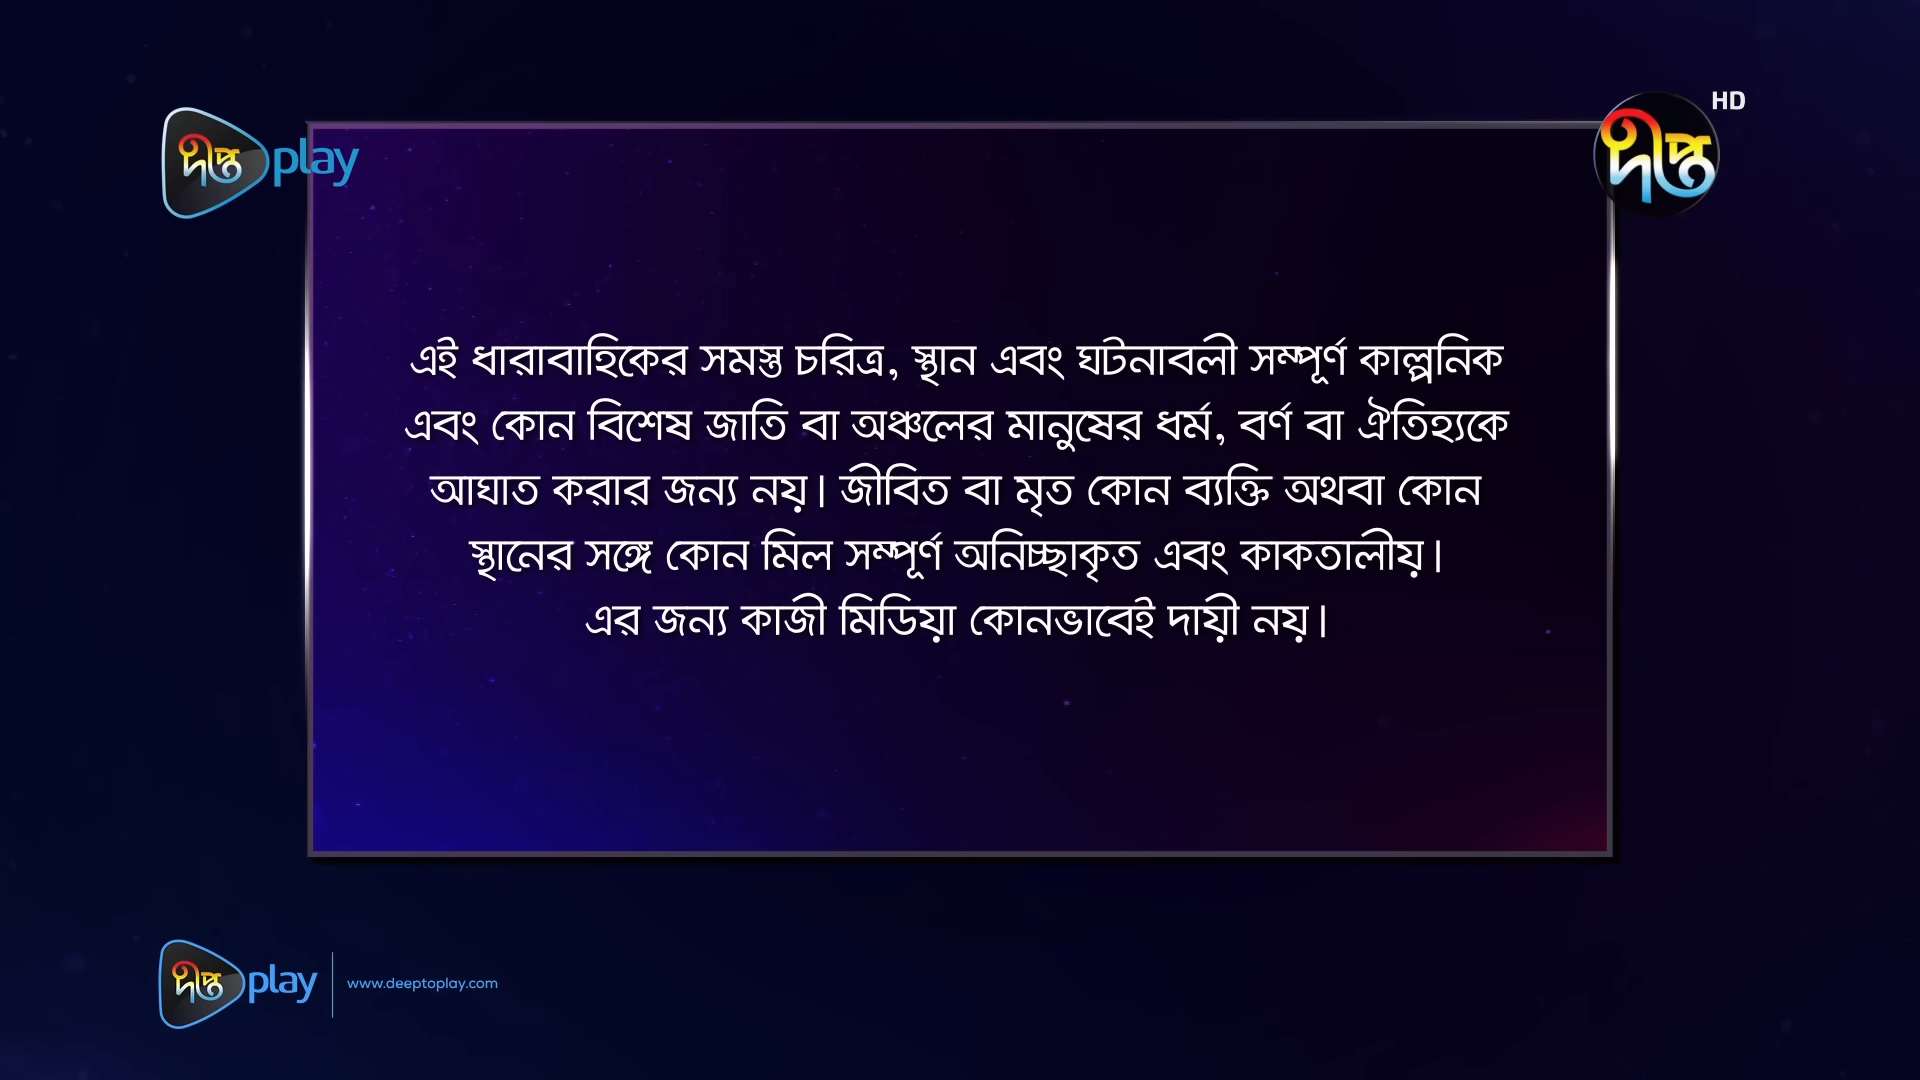 HD
দীপ্ত play
দীপ্ত
এই ধারাবাহিকের সমস্ত চরিত্র, স্থান এবং ঘটনাবলী সম্পূর্ণ কাল্পনিক
এবং কোন বিশেষ জাতি বা অঞ্চলের মানুষের ধর্ম, বর্ণ বা ঐতিহ্যকে
আঘাত করার জন্য নয়। জীবিত বা মৃত কোন ব্যক্তি অথবা কোন
স্থানের সঙ্গে কোন মিল সম্পূর্ণ অনিচ্ছাকৃত এবং কাকতালীয়।
এর জন্য কাজী মিডিয়া কোনভাবেই দায়ী নয়।
দীপ্ত play www.deeptoplay.com